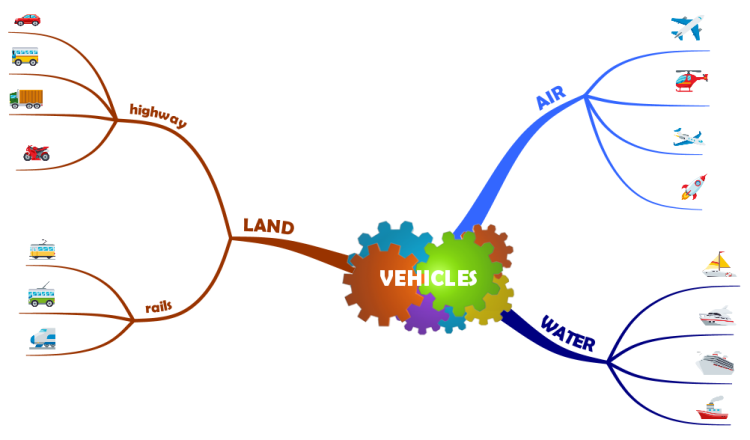 highway
AIR
LAND
VEHICLES
rails
WATER